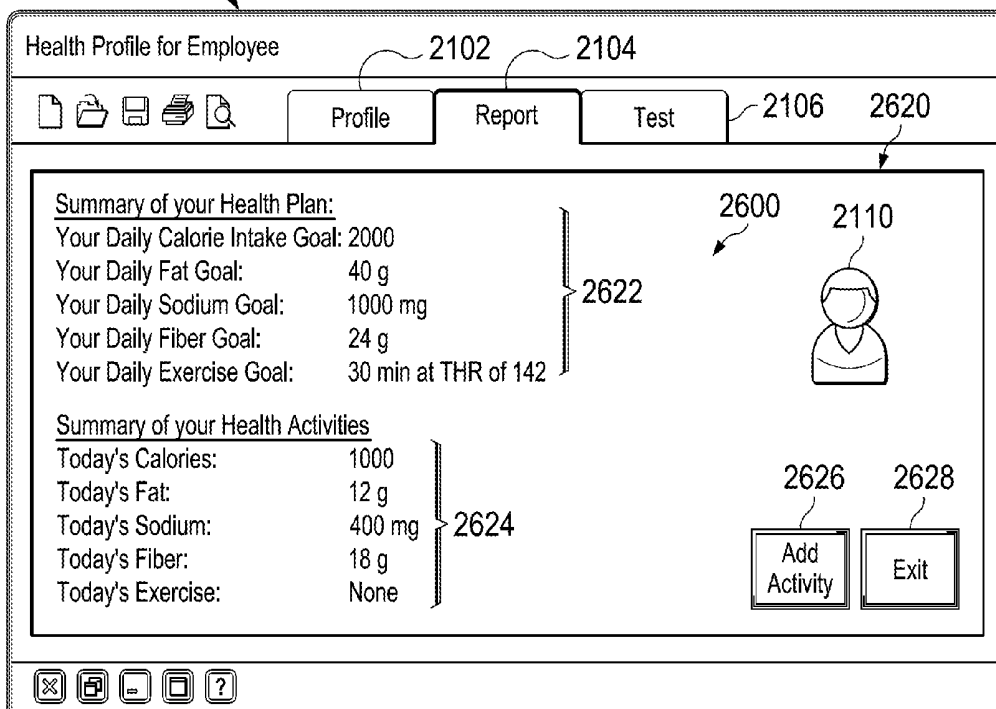 Health Profile for Employee
2102
2104
Profile
Report
Test
2106
2620
Summary of your Health Plan:
Your Daily Calorie Intake Goal: 2000
Your Daily Fat Goal: 40 g
Your Daily Sodium Goal: 1000 mg
Your Daily Fiber Goal: 24 g
Your Daily Exercise Goal: 30 min at THR of 142
2622
2600
2110
Summary of your Health Activities
Today's Calories: 1000
Today's Fat: 12 g
Today's Sodium: 400 mg
Today's Fiber: 18 g
Today's Exercise: None
2624
2626
2628
Add
Activity
Exit
?